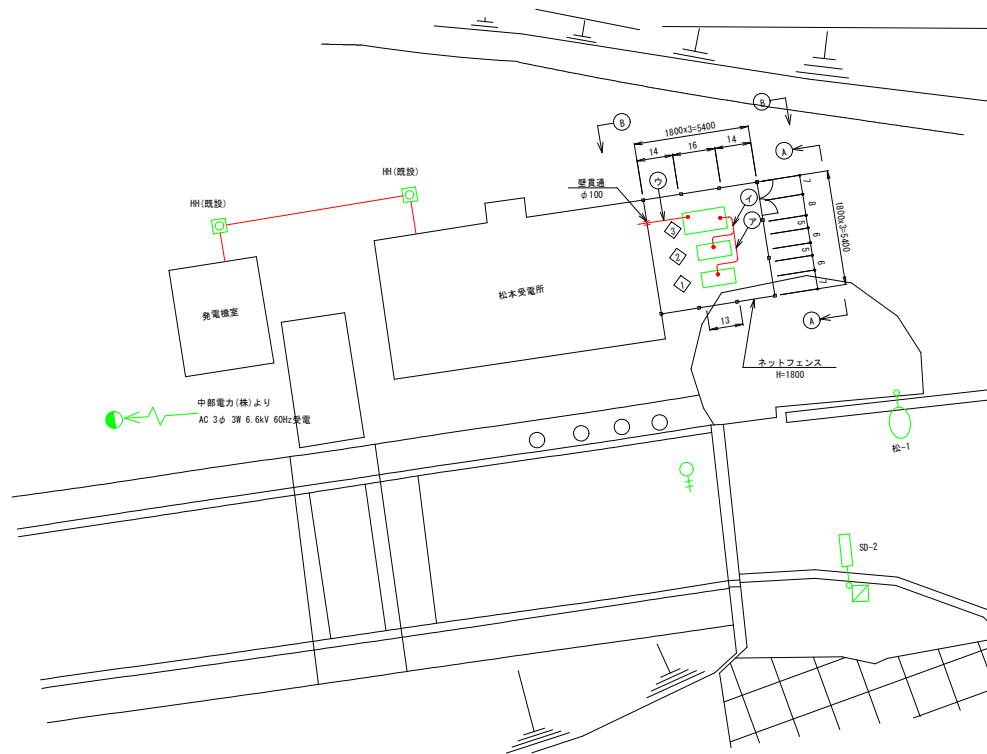 B
B
1800x3=5400
A
14
16
14
HH(既設)
壁貫通
φ100
ウ
イ
ア
7
8
5
6
5
6
7
1800x3=5400
HH(既設)
3
2
1
松本受電所
発電機室
13
A
ネットフェンス
H=1800
中部電力(株)より
AC 3φ 3W 6.6kV 60Hz受電
松-1
SD-2